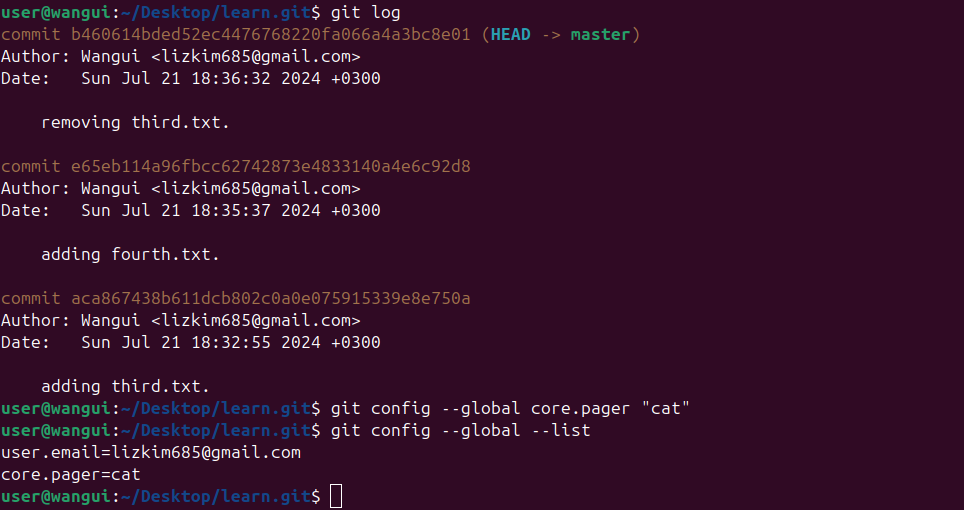 user@wangui:~/Desktop/learn.git$ git log
commit b460614bded52ec4476768220fa066a4a3bc8e01 (HEAD -> master)
Author: Wangui <lizkim685@gmail.com>
Date:   Sun Jul 21 18:36:32 2024 +0300
    removing third.txt.
commit e65eb114a96fbcc62742873e4833140a4e6c92d8
Author: Wangui <lizkim685@gmail.com>
Date:   Sun Jul 21 18:35:37 2024 +0300
    adding fourth.txt.
commit aca867438b611dcb802c0a0e075915339e8e750a
Author: Wangui <lizkim685@gmail.com>
Date:   Sun Jul 21 18:32:55 2024 +0300
    adding third.txt.
user@wangui:~/Desktop/learn.git$ git config --global core.pager "cat"
user@wangui:~/Desktop/learn.git$ git config --global --list
user.email=lizkim685@gmail.com
core.pager=cat
user@wangui:~/Desktop/learn.git$